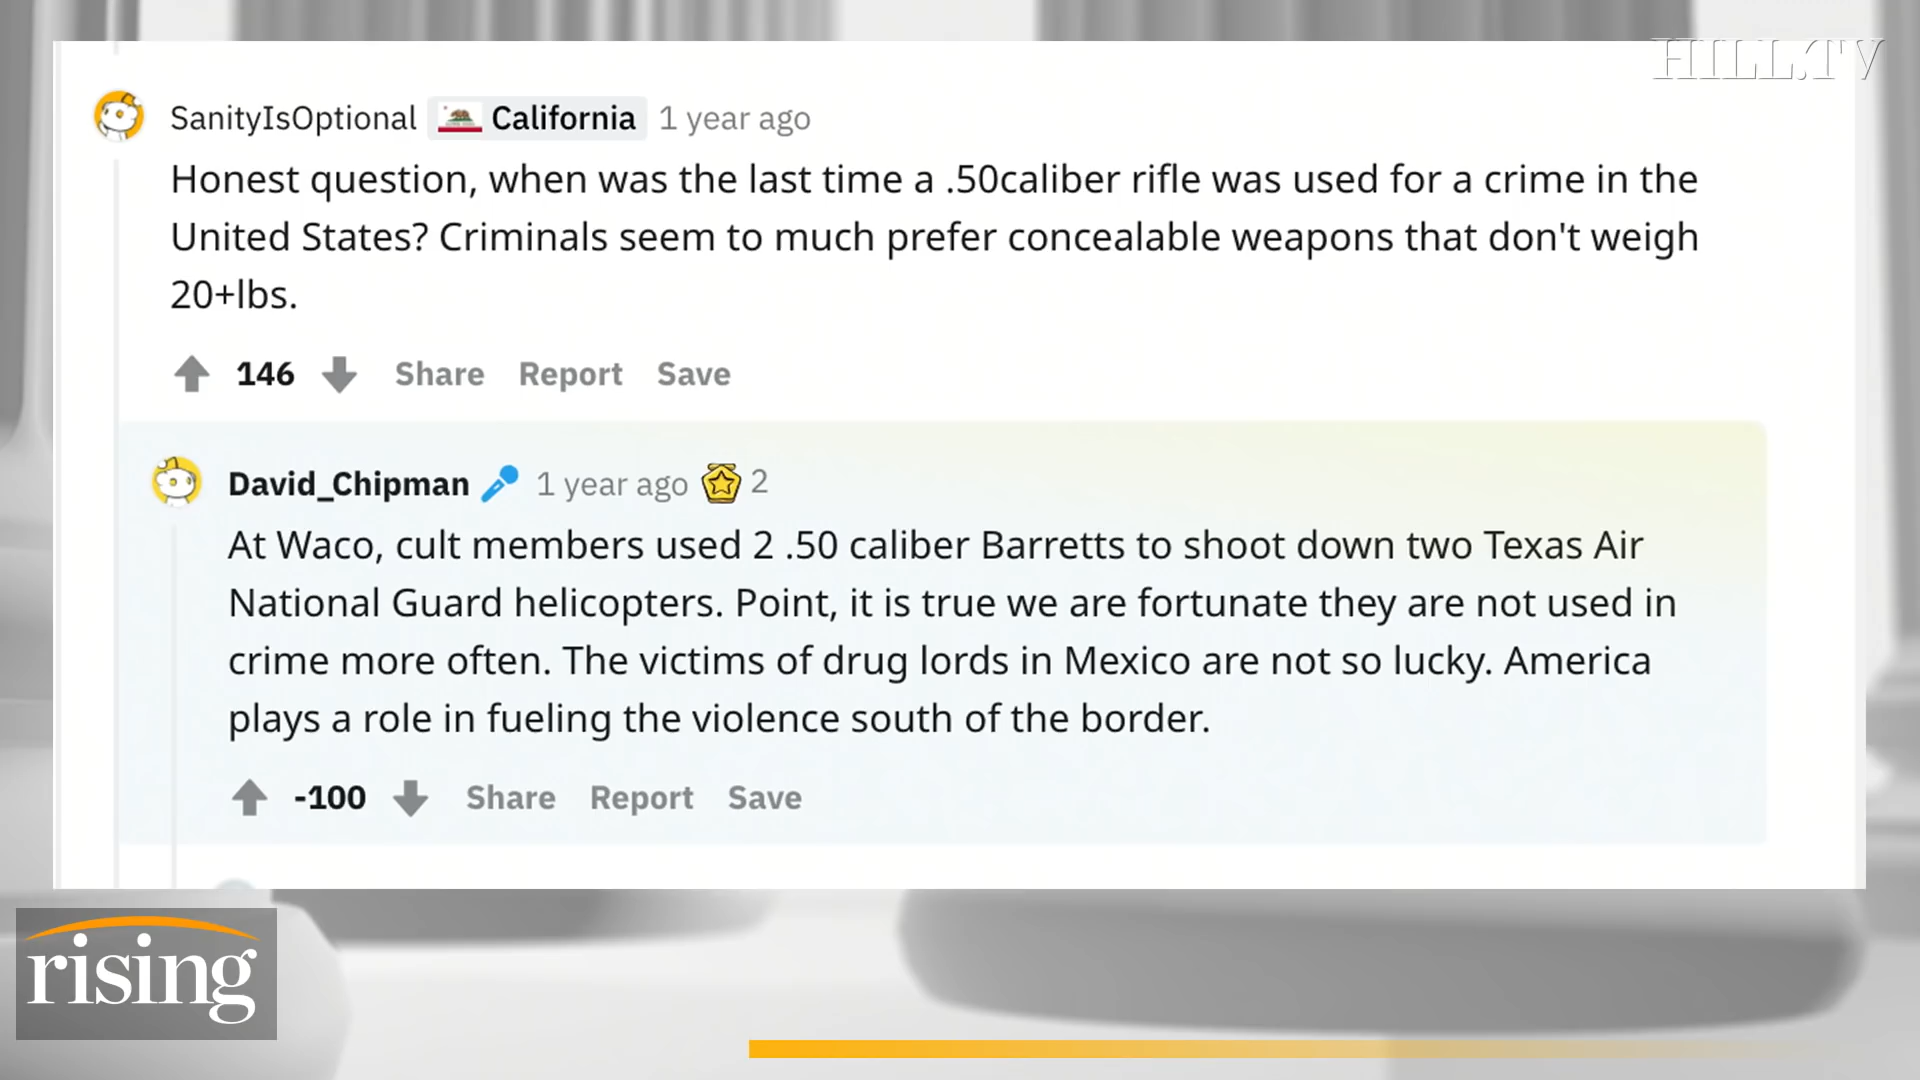 HILL.TV
SanityIsOptional California 1 year ago
Honest question, when was the last time a .50caliber rifle was used for a crime in the
United States? Criminals seem to much prefer concealable weapons that don't weigh
20+lbs.
146 Share Report Save
David_Chipman 1 year ago 2
At Waco, cult members used 2 .50 caliber Barretts to shoot down two Texas Air
National Guard helicopters. Point, it is true we are fortunate they are not used in
crime more often. The victims of drug lords in Mexico are not so lucky. America
plays a role in fueling the violence south of the border.
-100 Share Report Save
rising